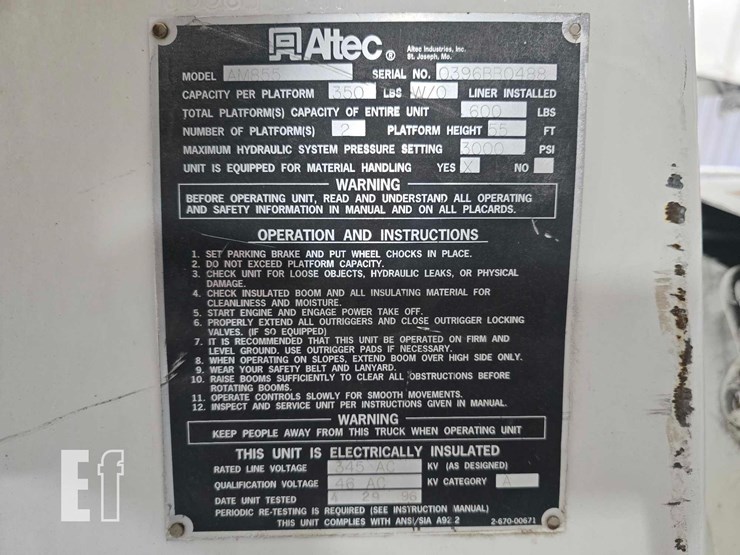 Altec® Altec Industries, Inc.
St. Joseph, Mo.
MODEL AM855 SERIAL NO. 0396BB0488
CAPACITY PER PLATFORM 350 LBS W/O LINER INSTALLED
TOTAL PLATFORM(S) CAPACITY OF ENTIRE UNIT 600 LBS
NUMBER OF PLATFORM(S) 2 PLATFORM HEIGHT 55 FT
MAXIMUM HYDRAULIC SYSTEM PRESSURE SETTING 3000 PSI
UNIT IS EQUIPPED FOR MATERIAL HANDLING YES X NO
WARNING
BEFORE OPERATING UNIT, READ AND UNDERSTAND ALL OPERATING
AND SAFETY INFORMATION IN MANUAL AND ON ALL PLACARDS.
OPERATION AND INSTRUCTIONS
1. SET PARKING BRAKE AND PUT WHEEL CHOCKS IN PLACE.
2. DO NOT EXCEED PLATFORM CAPACITY.
3. CHECK UNIT FOR LOOSE OBJECTS, HYDRAULIC LEAKS, OR PHYSICAL
DAMAGE.
4. CHECK INSULATED BOOM AND ALL INSULATING MATERIAL FOR
CLEANLINESS AND MOISTURE.
5. START ENGINE AND ENGAGE POWER TAKE OFF.
6. PROPERLY EXTEND ALL OUTRIGGERS AND CLOSE OUTRIGGER LOCKING
VALVES. (IF SO EQUIPPED)
7. IT IS RECOMMENDED THAT THIS UNIT BE OPERATED ON FIRM AND
LEVEL GROUND. USE OUTRIGGER PADS IF NECESSARY.
8. WHEN OPERATING ON SLOPES, EXTEND BOOM OVER HIGH SIDE ONLY.
9. WEAR YOUR SAFETY BELT AND LANYARD.
10. RAISE BOOMS SUFFICIENTLY TO CLEAR ALL OBSTRUCTIONS BEFORE
ROTATING BOOMS.
11. OPERATE CONTROLS SLOWLY FOR SMOOTH MOVEMENTS.
12. INSPECT AND SERVICE UNIT PER INSTRUCTIONS GIVEN IN MANUAL.
WARNING
KEEP PEOPLE AWAY FROM THIS TRUCK WHEN OPERATING UNIT
THIS UNIT IS ELECTRICALLY INSULATED
RATED LINE VOLTAGE 345 AC KV (AS DESIGNED)
QUALIFICATION VOLTAGE 46 AC KV CATEGORY A
DATE UNIT TESTED 4 29 96
PERIODIC RE-TESTING IS REQUIRED (SEE INSTRUCTION MANUAL)
THIS UNIT COMPLIES WITH ANSI/SIA A92.2 2-670-00671
Ef